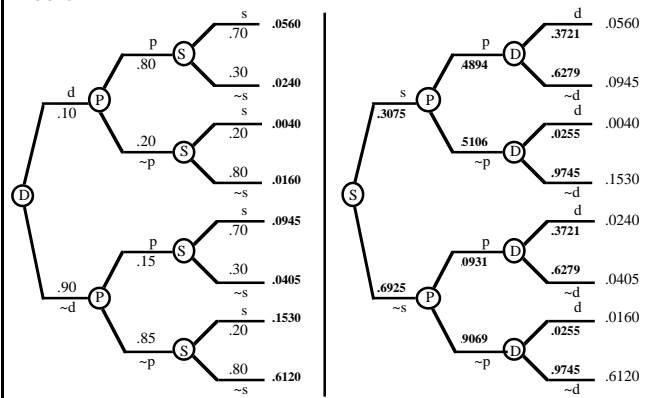 s
.70
.0560
p
.80
S
.30
~s
.0240
d
.10
P
s
.20
.0040
.20
~p
S
.80
~s
.0160
D
s
.70
.0945
p
.15
S
.30
~s
.0405
.90
~d
P
s
.20
.1530
.85
~p
S
.80
~s
.6120
d
.3721
.0560
p
.4894
D
.6279
~d
.0945
s
.3075
P
d
.0255
.0040
.5106
~p
D
.9745
~d
.1530
S
d
.3721
.0240
p
.0931
D
.6279
~d
.0405
.6925
~s
P
d
.0255
.0160
.9069
~p
D
.9745
~d
.6120